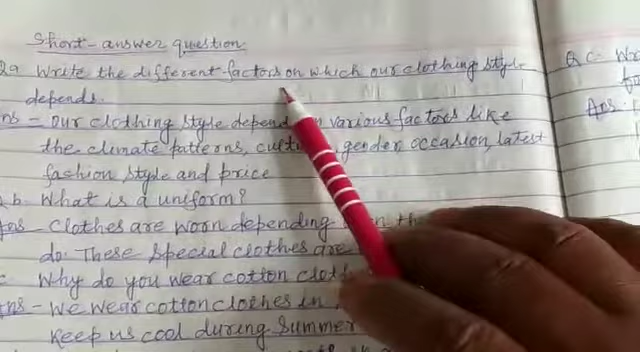 Short-answer question
Qa Write the different factors on which our clothing style
depends.
Ans - Our clothing style depend various factors like
the climate patterns, gender, occasion, latest
fashion style and price
Q.b. What is a uniform?
Ans - Clothes are worn depending
do. These special clothes are
Why do you wear cotton
Ans - We wear cotton clothes in
keep us cool during summer
Q c-
Ans-